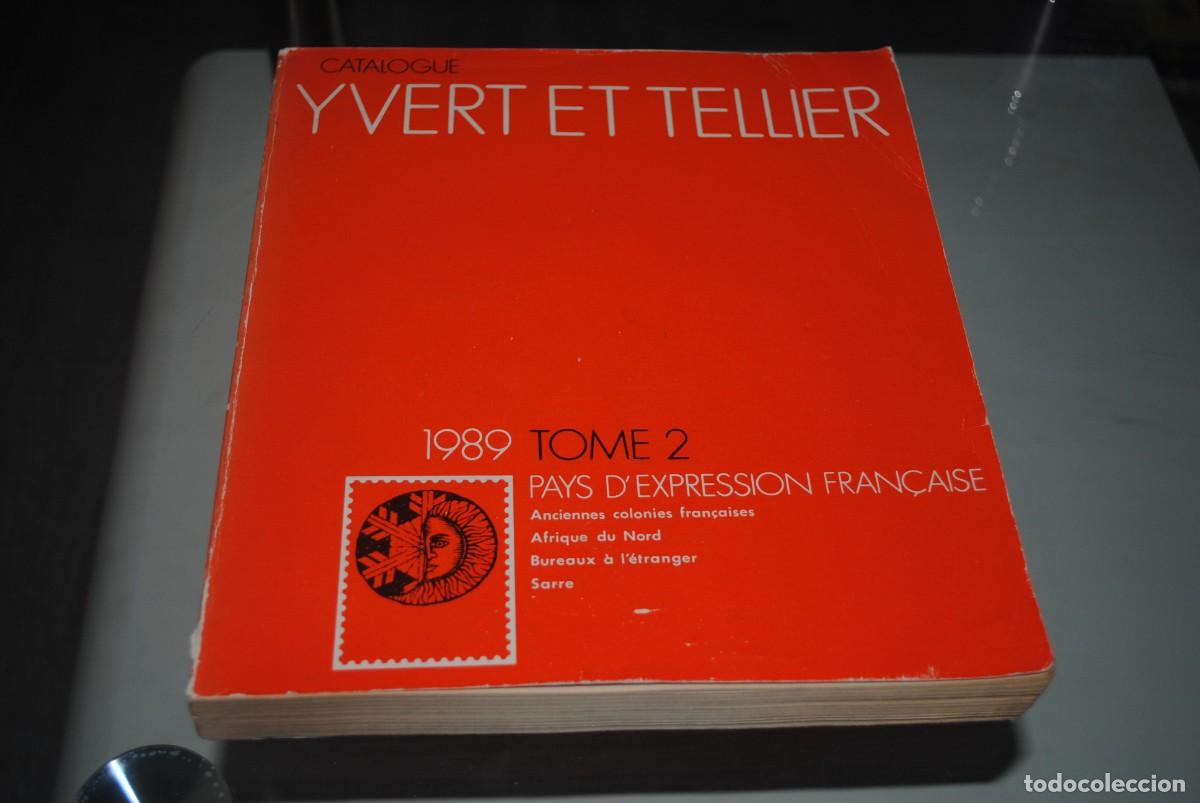 CATALOGUE
YVERT ET TELLIER
1989 TOME 2
PAYS D'EXPRESSION FRANÇAISE
Anciennes colonies françaises
Afrique du Nord
Bureaux à l'étranger
Sarre
todocoleccion